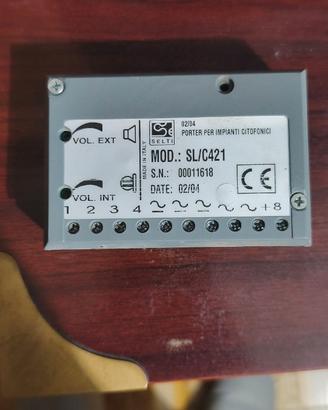 02/04
PORTER PER IMPIANTI CITOFONICI
SELTI
VOL. EXT
MADE IN ITALY
MOD.: SL/C421
S.N.: 00011618
DATE: 02/04
CE
VOL. INT
1 2 3 4 ~ ~ ~ ~ ~ + 8